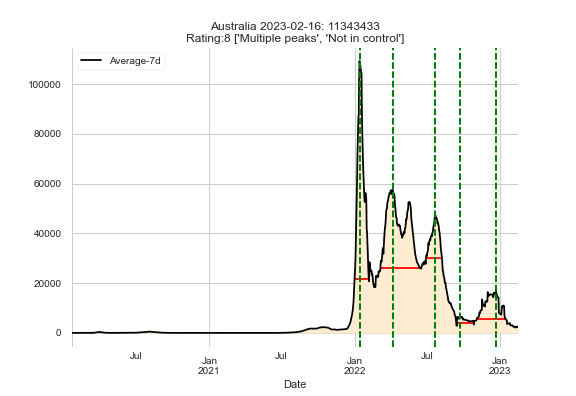 Australia 2023-02-16: 11343433
Rating:8 ['Multiple peaks', 'Not in control']
Average-7d
100000
80000
60000
40000
20000
0
Jul
Jan
2021
Jul
Jan
2022
Jul
Jan
2023
Date